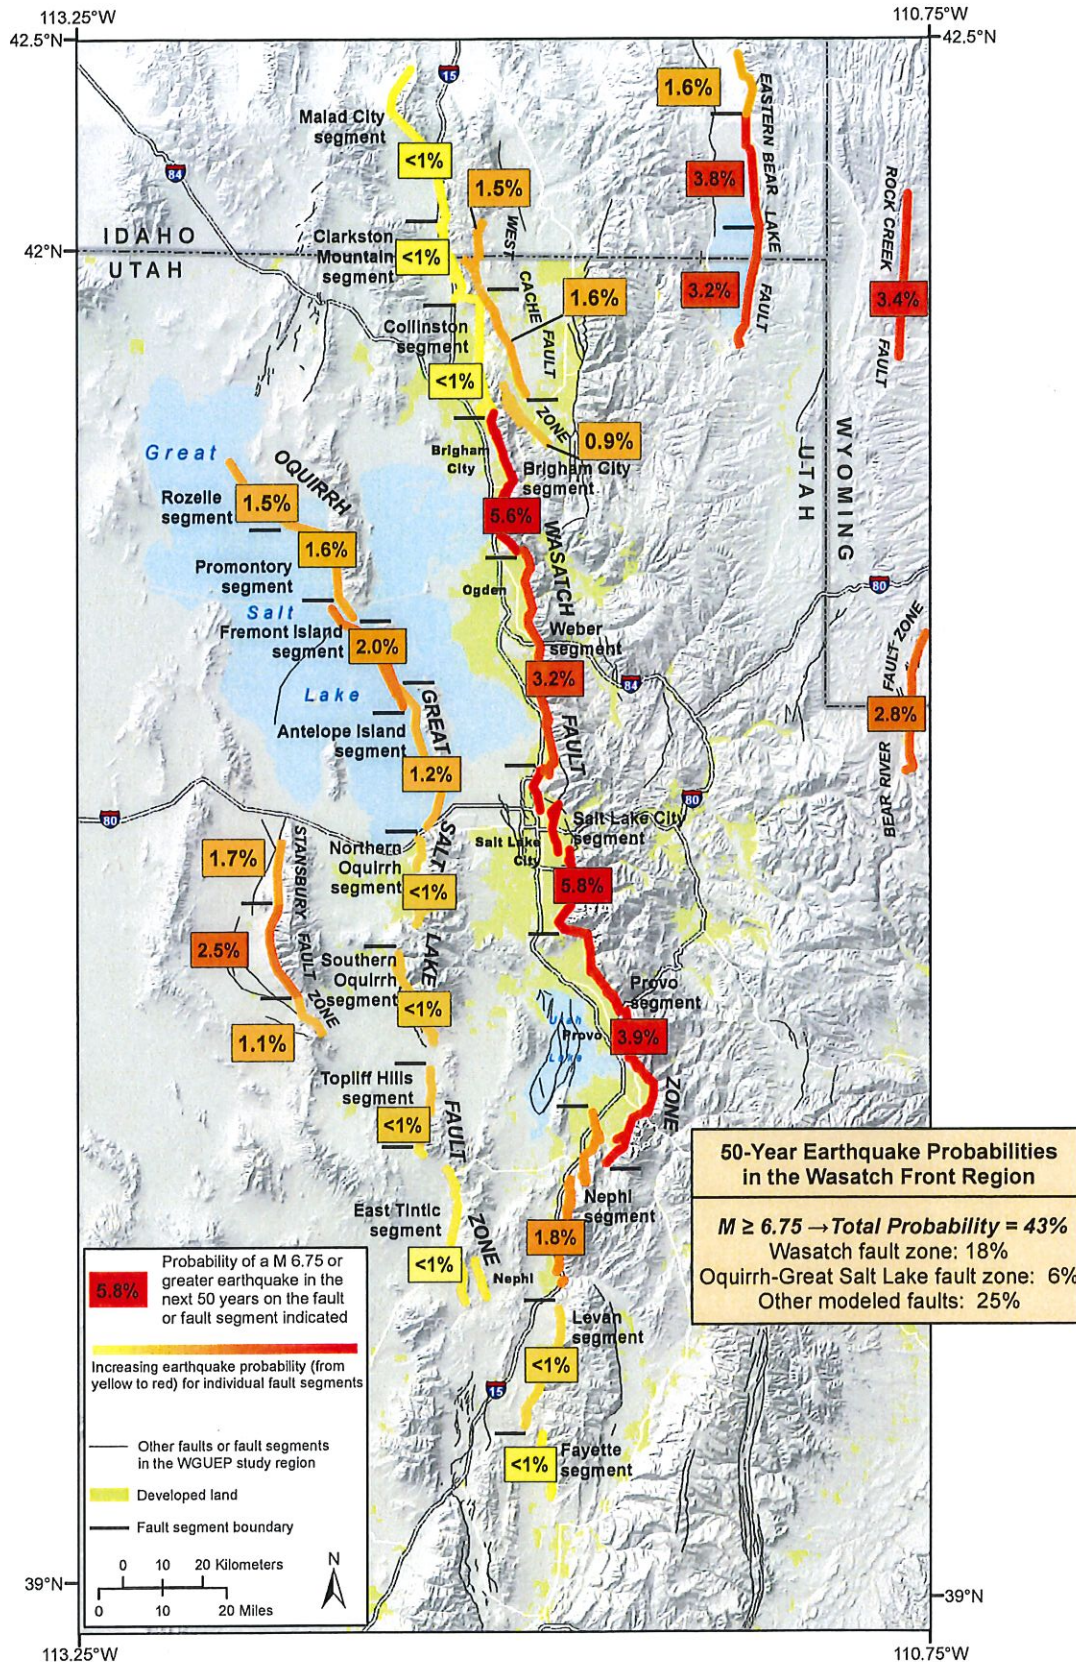 113.25°W
110.75°W
42.5°N
42.5°N
15
Malad City
segment
<1%
84
1.6%
EASTERN BEAR LAKE FAULT
3.8%
3.2%
1.5%
WEST CACHE FAULT ZONE
ROCK CREEK FAULT
3.4%
IDAHO
42°N
UTAH
Clarkston
Mountain
segment
<1%
1.6%
Collinston
segment
<1%
0.9%
Brigham
City
Brigham City
segment
5.6%
UTAH
WYOMING
Great
OQUIRRH
Rozelle
segment
1.5%
1.6%
Promontory
segment
Salt
Fremont Island
segment
2.0%
Lake
GREAT
Antelope Island
segment
1.2%
WASATCH
Ogden
Weber
segment
3.2%
84
80
FAULT
BEAR RIVER FAULT ZONE
2.8%
80
80
Salt Lake City
segment
Salt Lake
City
5.8%
SALT
Northern
Oquirrh
segment
<1%
STANSBURY FAULT ZONE
1.7%
2.5%
1.1%
LAKE
Southern
Oquirrh
segment
<1%
Provo
segment
Utah
Provo
Lake
3.9%
ZONE
Topliff Hills
segment
<1%
FAULT
East Tintic
segment
<1%
ZONE
Nephi
Nephi
segment
1.8%
Levan
segment
<1%
15
Fayette
segment
<1%
50-Year Earthquake Probabilities
in the Wasatch Front Region
M ≥ 6.75 →Total Probability = 43%
Wasatch fault zone: 18%
Oquirrh-Great Salt Lake fault zone: 6%
Other modeled faults: 25%
5.8%
Probability of a M 6.75 or
greater earthquake in the
next 50 years on the fault
or fault segment indicated
Increasing earthquake probability (from
yellow to red) for individual fault segments
Other faults or fault segments
in the WGUEP study region
Developed land
Fault segment boundary
0 10 20 Kilometers
0 10 20 Miles
N
39°N
39°N
113.25°W
110.75°W